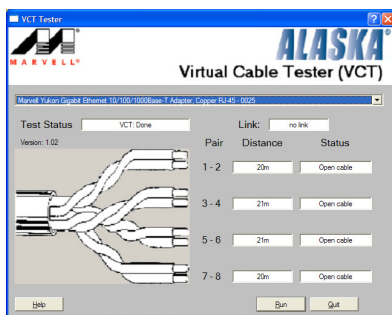 VCT Tester
MARVELL®
ALASKA®
Virtual Cable Tester (VCT)
Marvell Yukon Gigabit Ethernet 10/100/1000Base-T Adapter, Copper RJ-45 - 0025
Test Status VCT: Done Link: no link
Version: 1.02 Pair Distance Status
1 - 2 20m Open cable
3 - 4 21m Open cable
5 - 6 21m Open cable
7 - 8 20m Open cable
Help Run Quit